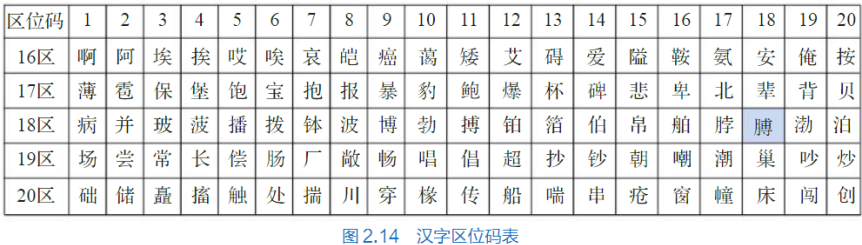 区位码 1 2 3 4 5 6 7 8 9 10 11 12 13 14 15 16 17 18 19 20
16区 啊 阿 埃 挨 哎 唉 哀 皑 癌 蔼 矮 艾 碍 爱 隘 鞍 氨 安 俺 按
17区 薄 雹 保 堡 饱 宝 抱 报 暴 豹 鲍 爆 杯 碑 悲 卑 北 辈 背 贝
18区 病 并 玻 菠 播 拨 钵 波 博 勃 搏 铂 箔 伯 帛 舶 脖 膊 渤 泊
19区 场 尝 常 长 偿 肠 厂 敞 畅 唱 倡 超 抄 钞 朝 嘲 潮 巢 吵 炒
20区 础 储 矗 搐 触 处 揣 川 穿 椽 传 船 喘 串 疮 窗 幢 床 闯 创
图 2.14 汉字区位码表